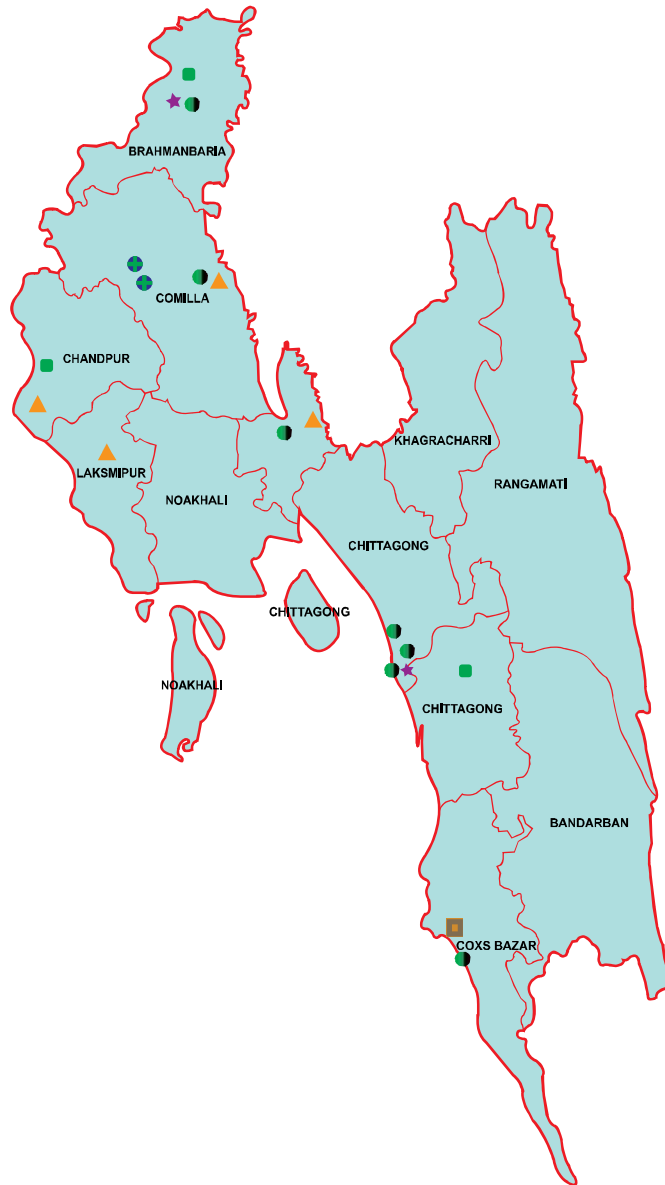 BRAHMANBARIA
COMILLA
CHANDPUR
KHAGRACHARRI
LAKSMIPUR
RANGAMATI
NOAKHALI
CHITTAGONG
CHITTAGONG
NOAKHALI
CHITTAGONG
BANDARBAN
COXS BAZAR